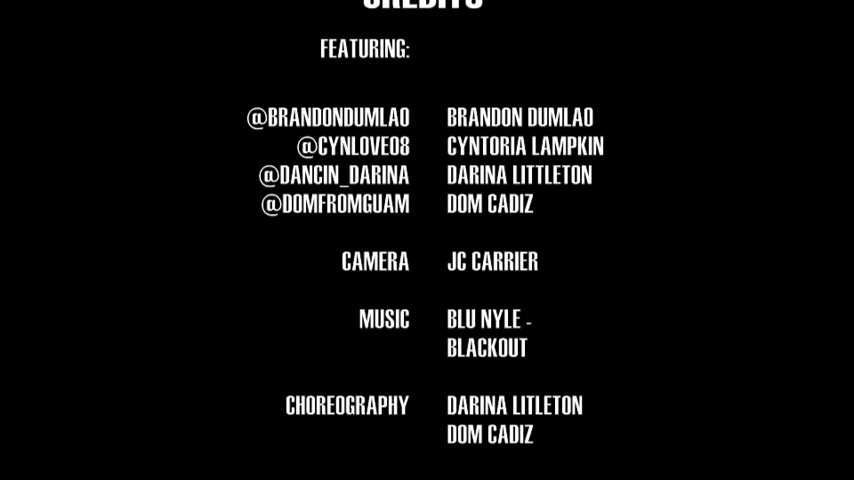 CREDITS
FEATURING:
@BRANDONDUMLAO BRANDON DUMLAO
@CYNLOVE08 CYNTORIA LAMPKIN
@DANCIN_DARINA DARINA LITTLETON
@DOMFROMGUAM DOM CADIZ
CAMERA JC CARRIER
MUSIC BLU NYLE -
BLACKOUT
CHOREOGRAPHY DARINA LITLETON
DOM CADIZ